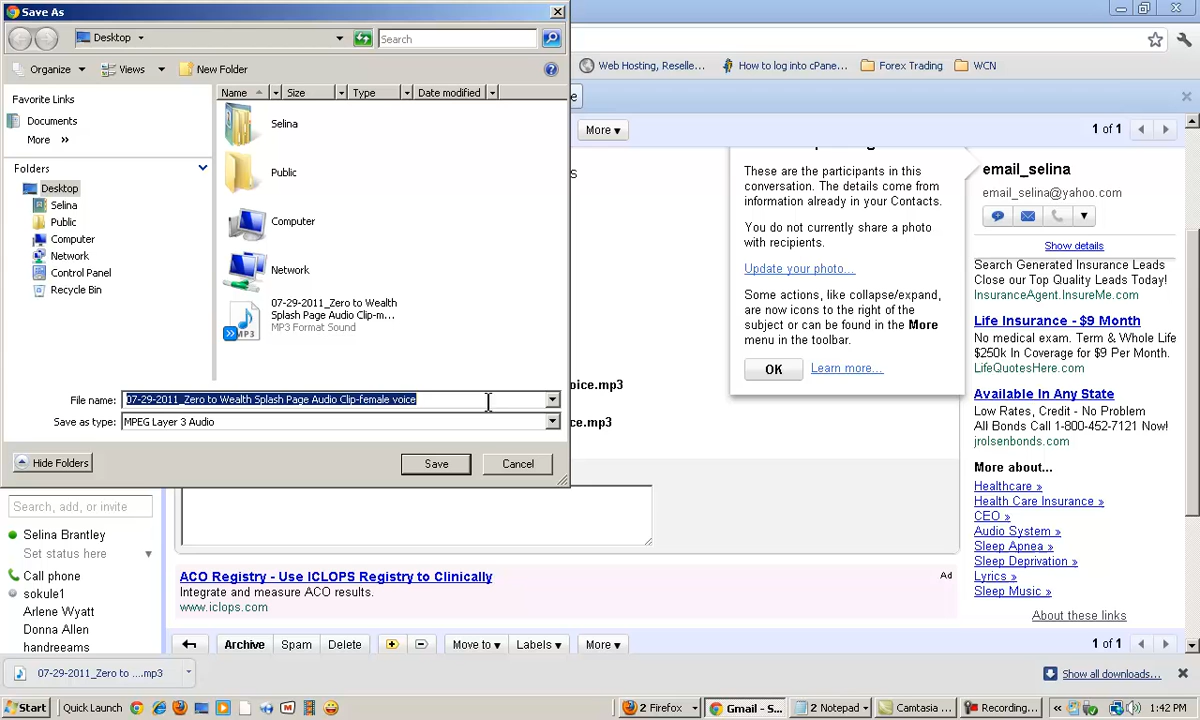 Save As
Desktop
Search
Organize
Views
New Folder
Name
Size
Type
Date modified
Favorite Links
Documents
More »
Folders
Desktop
Selina
Public
Computer
Network
Control Panel
Recycle Bin
Selina
Public
Computer
Network
MP3
07-29-2011_Zero to Wealth
Splash Page Audio Clip-m...
MP3 Format Sound
File name:
07-29-2011_Zero to Wealth Splash Page Audio Clip-female voice
Save as type:
MPEG Layer 3 Audio
Hide Folders
Save
Cancel
Web Hosting, Reselle...
How to log into cPane...
Forex Trading
WCN
More
1 of 1
These are the participants in this
conversation. The details come from
information already in your Contacts.
You do not currently share a photo
with recipients.
Update your photo...
Some actions, like collapse/expand,
are now icons to the right of the
subject or can be found in the More
menu in the toolbar.
OK
Learn more...
oice.mp3
ce.mp3
email_selina
email_selina@yahoo.com
Show details
Search Generated Insurance Leads
Close our Top Quality Leads Today!
InsuranceAgent.InsureMe.com
Life Insurance - $9 Month
No medical exam. Term & Whole Life
$250k In Coverage for $9 Per Month.
LifeQuotesHere.com
Available In Any State
Low Rates, Credit - No Problem
All Bonds Call 1-800-452-7121 Now!
jrolsenbonds.com
More about...
Healthcare »
Health Care Insurance »
CEO »
Audio System »
Sleep Apnea »
Sleep Deprivation »
Lyrics »
Sleep Music »
About these links
Search, add, or invite
Selina Brantley
Set status here
Call phone
sokule1
Arlene Wyatt
Donna Allen
handreeams
ACO Registry - Use ICLOPS Registry to Clinically
Ad
Integrate and measure ACO results.
www.iclops.com
Archive
Spam
Delete
Move to
Labels
More
1 of 1
07-29-2011_Zero to ....mp3
Show all downloads...
Start
Quick Launch
2 Firefox
Gmail - S...
2 Notepad
Camtasia ...
Recording...
1:42 PM